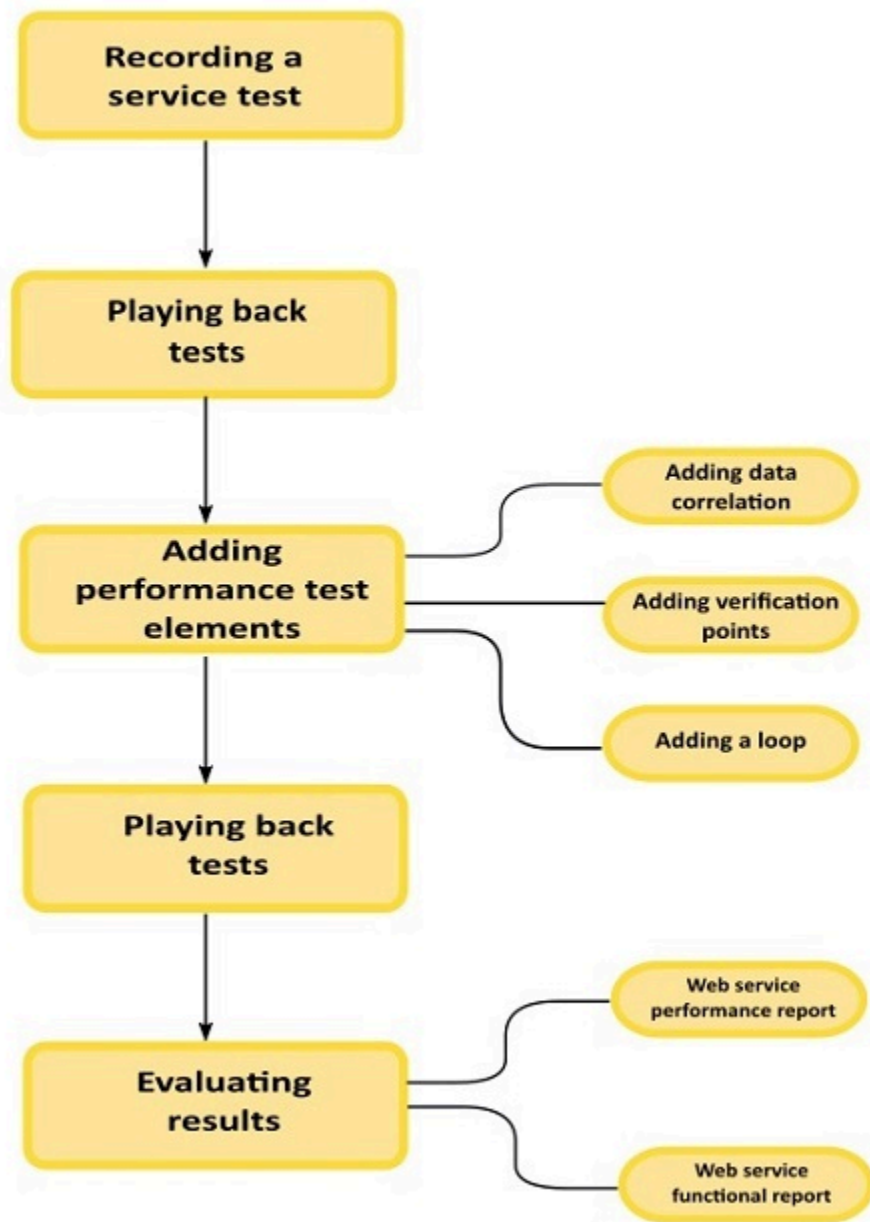 Recording a
service test
Playing back
tests
Adding
performance test
elements
Adding data
correlation
Adding verification
points
Adding a loop
Playing back
tests
Evaluating
results
Web service
performance report
Web service
functional report